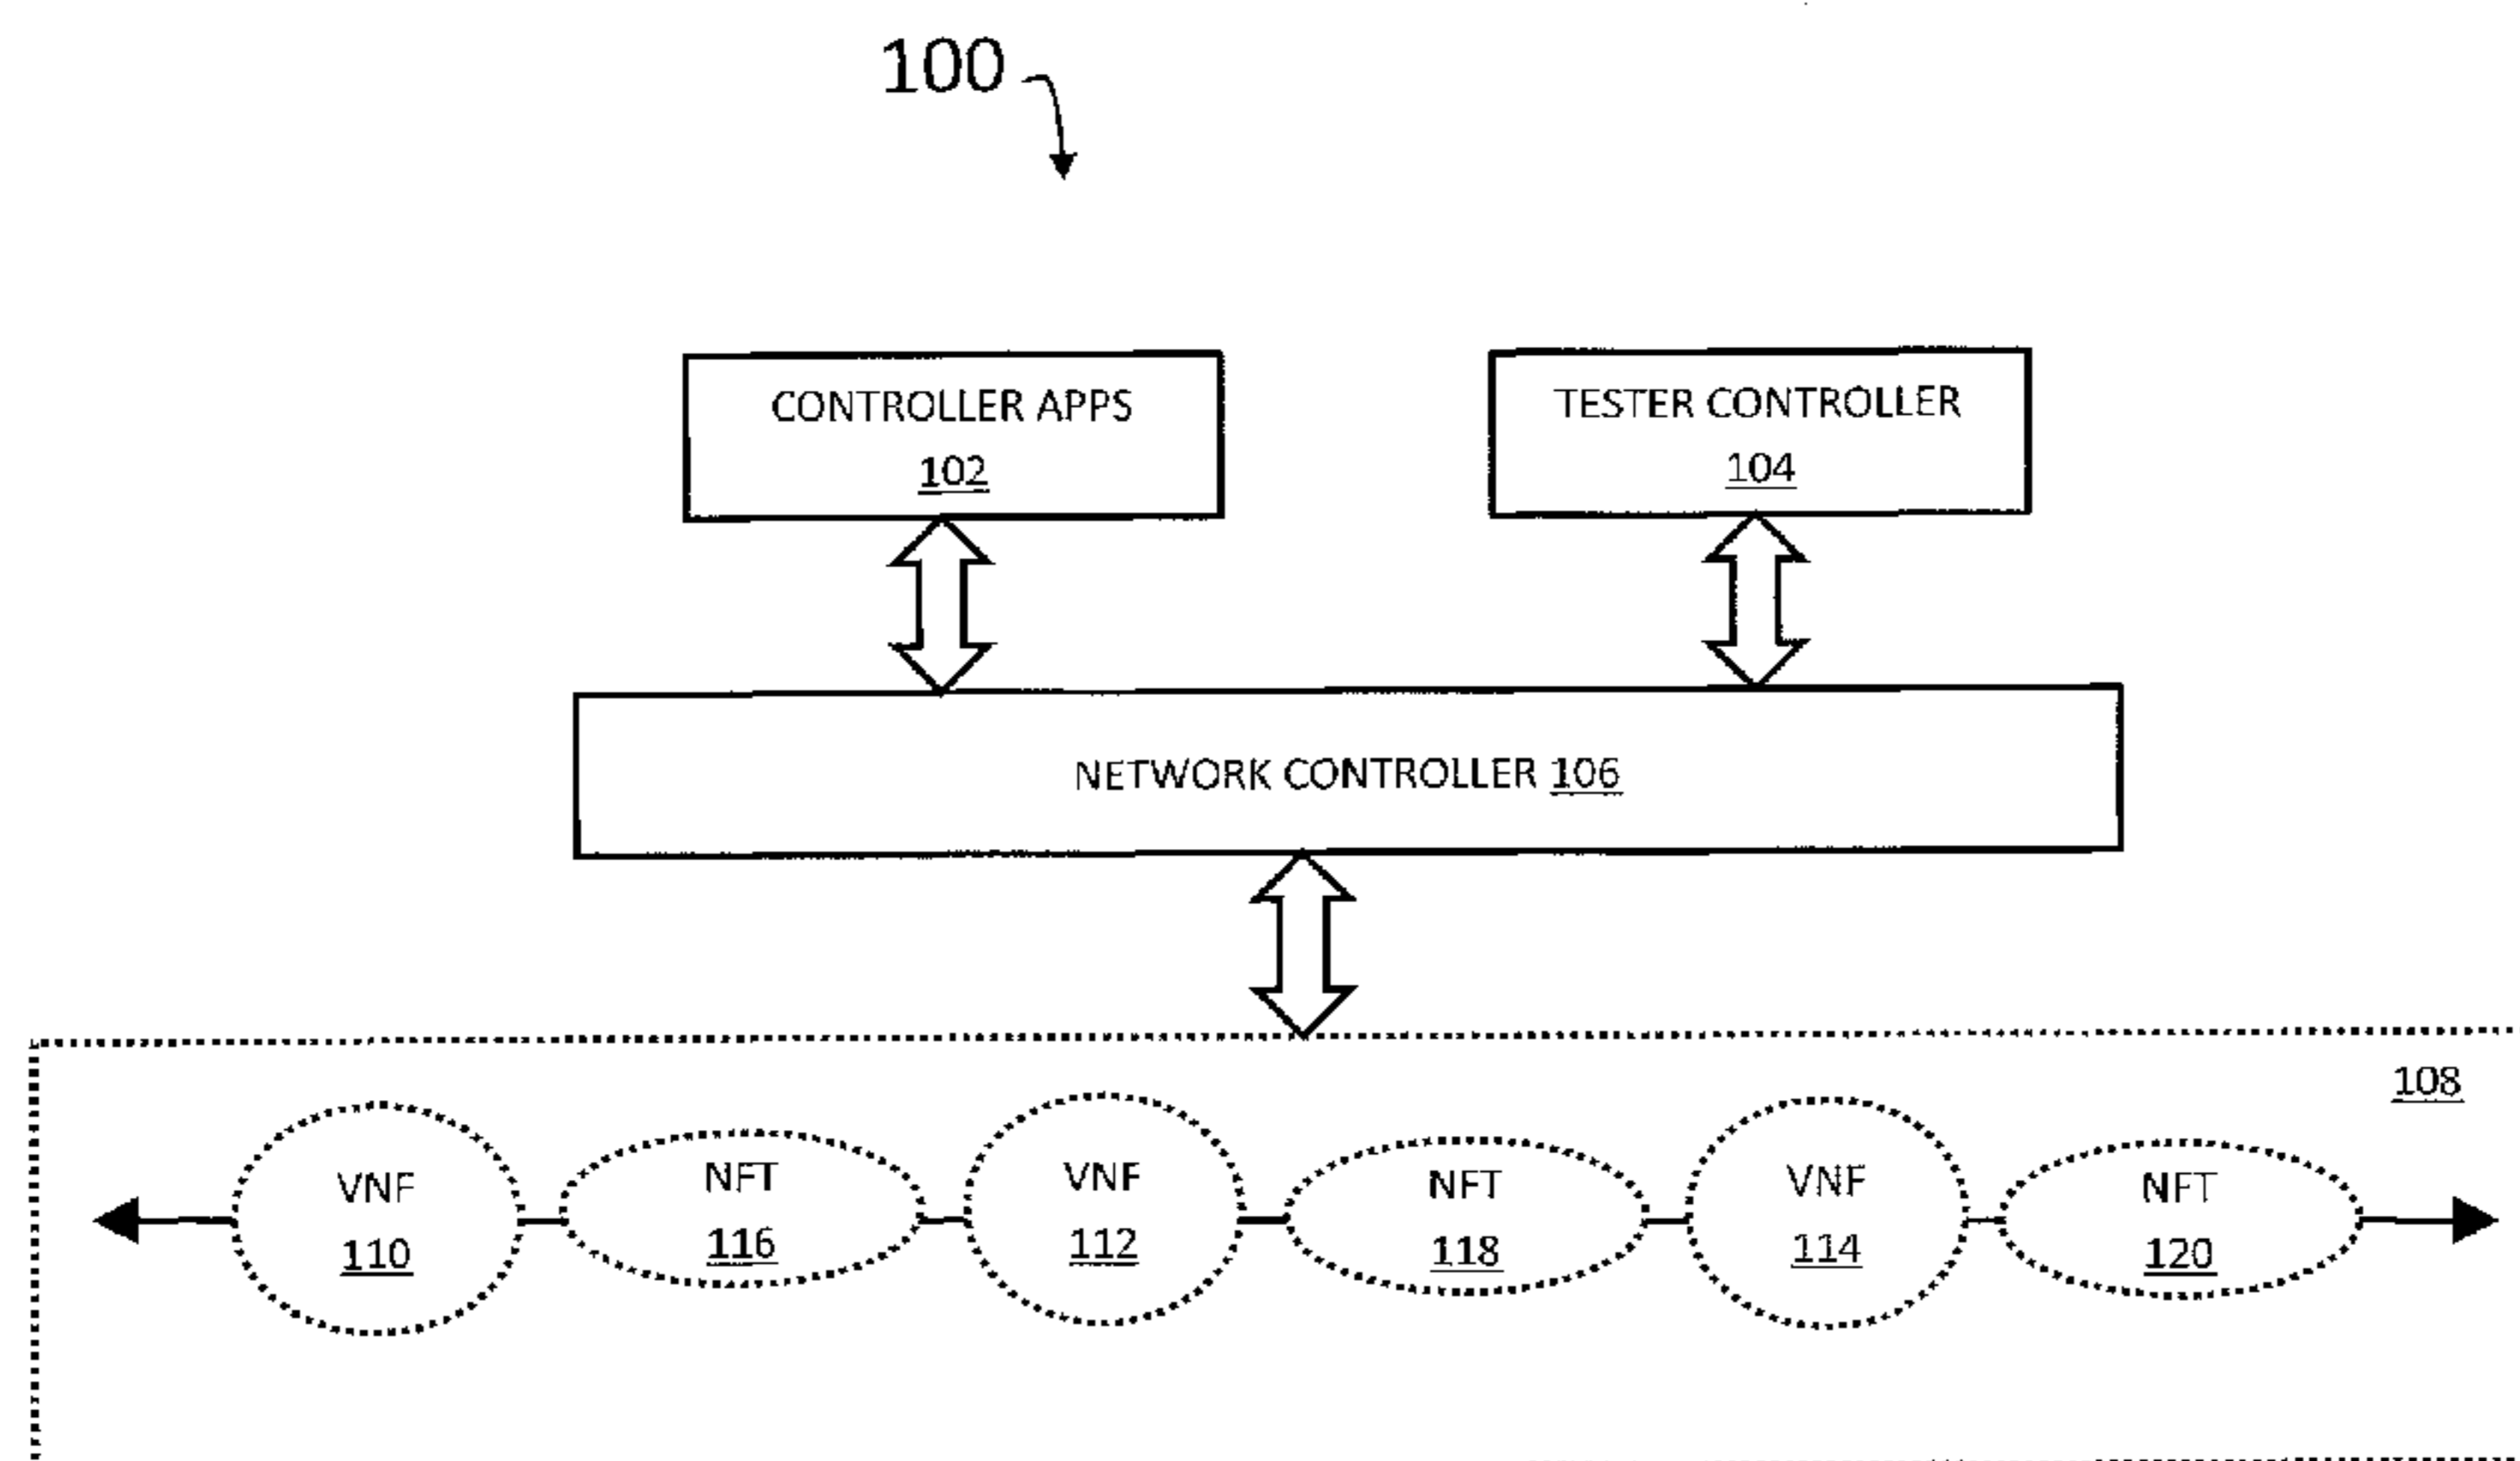 100
CONTROLLER APPS
102
TESTER CONTROLLER
104
NETWORK CONTROLLER 106
108
VNF
110
NFT
116
VNF
112
NFT
118
VNF
114
NFT
120